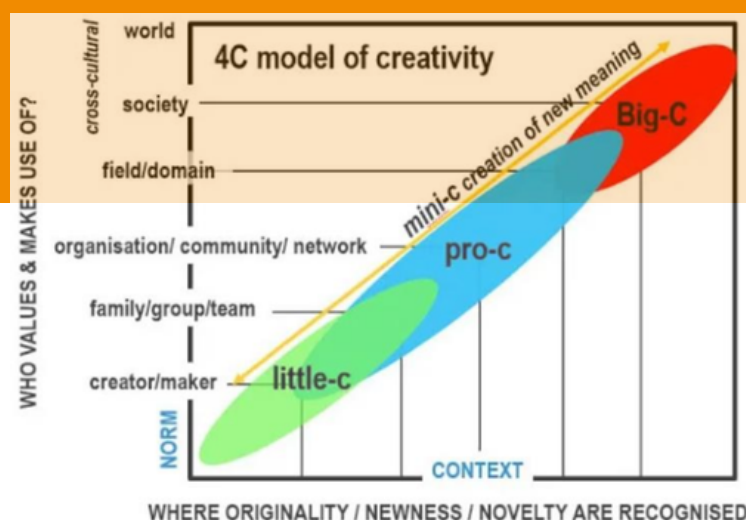 4C model of creativity
WHO VALUES & MAKES USE OF?
cross-cultural
world
society
field/domain
organisation/ community/ network
family/group/team
creator/maker
NORM
mini-c creation of new meaning
Big-C
pro-c
little-c
CONTEXT
WHERE ORIGINALITY / NEWNESS / NOVELTY ARE RECOGNISED